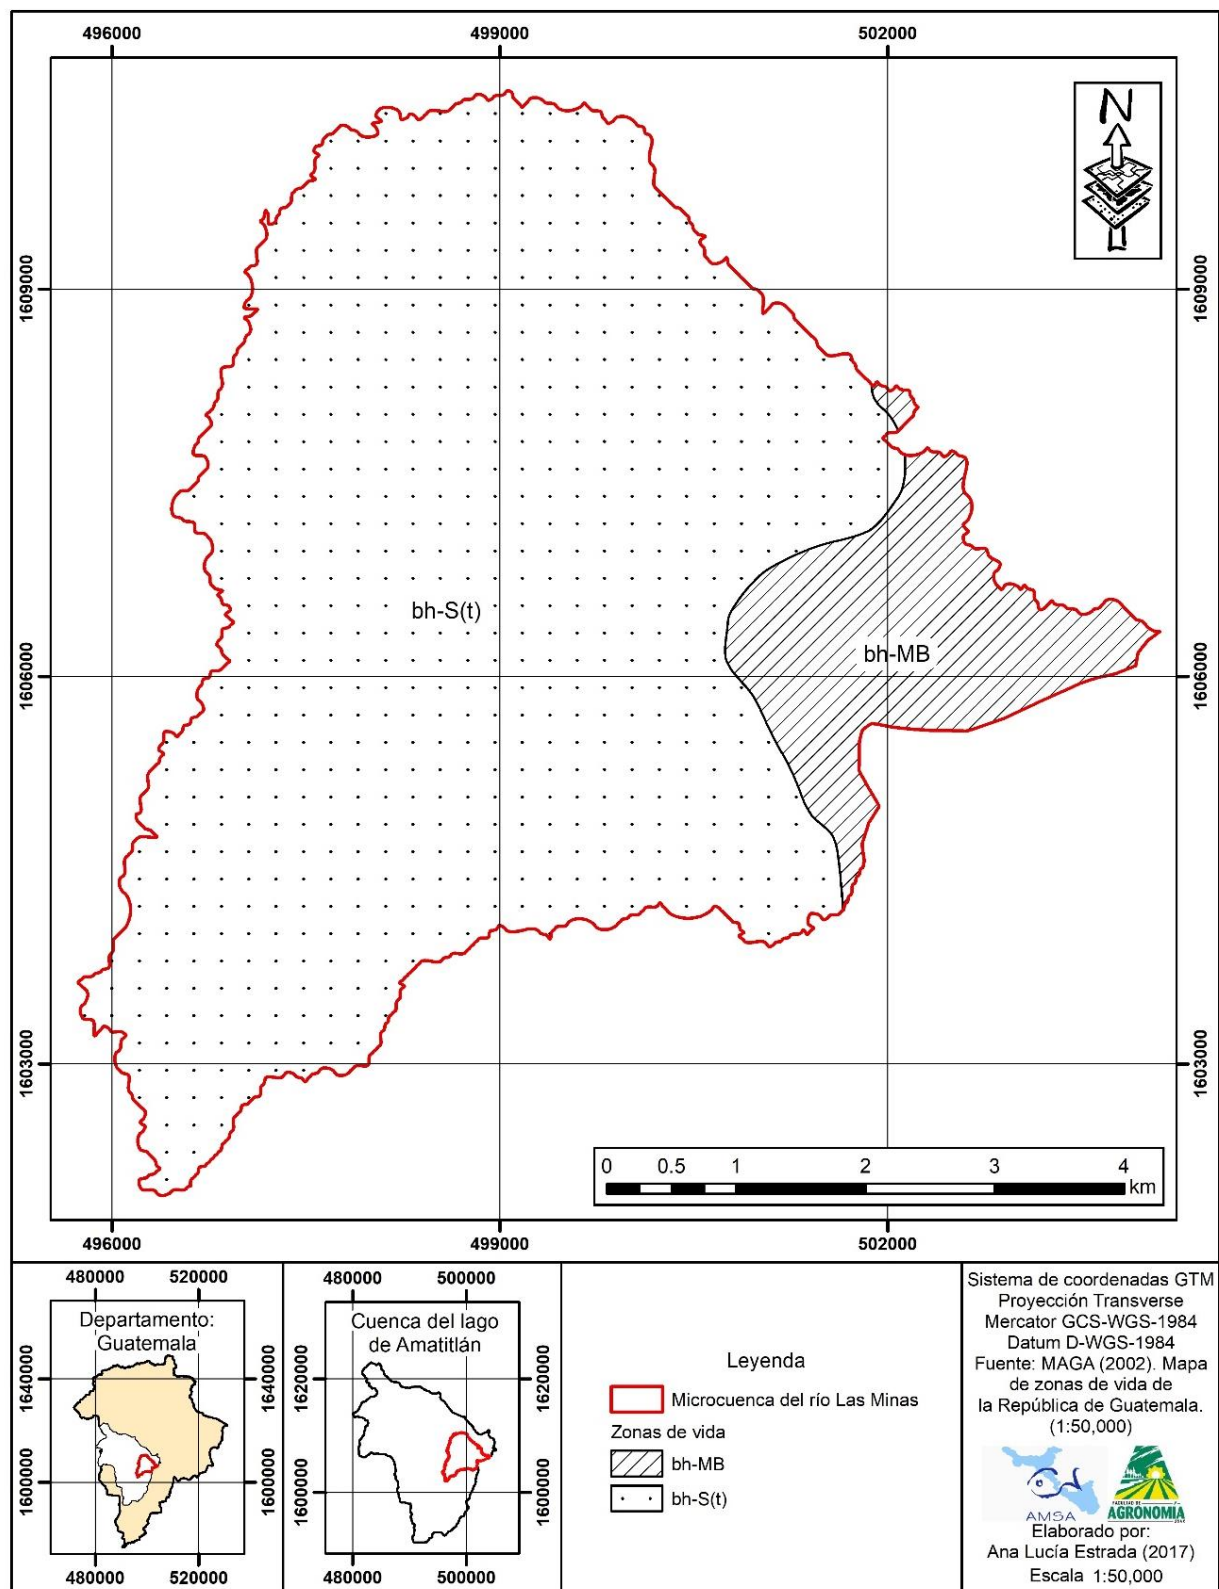 496000
499000
502000
N
1609000
1609000
bh-S(t)
bh-MB
1606000
1606000
1603000
1603000
0 0.5 1 2 3 4
km
496000
499000
502000
480000 520000
Departamento:
Guatemala
1640000
1640000
1600000
1600000
480000 520000
480000 500000
Cuenca del lago
de Amatitlán
1620000
1620000
1600000
1600000
480000 500000
Leyenda
Microcuenca del río Las Minas
Zonas de vida
bh-MB
bh-S(t)
Sistema de coordenadas GTM
Proyección Transverse
Mercator GCS-WGS-1984
Datum D-WGS-1984
Fuente: MAGA (2002). Mapa
de zonas de vida de
la República de Guatemala.
(1:50,000)
AMSA
FACULTAD DE
AGRONOMIA
Elaborado por:
Ana Lucía Estrada (2017)
Escala 1:50,000